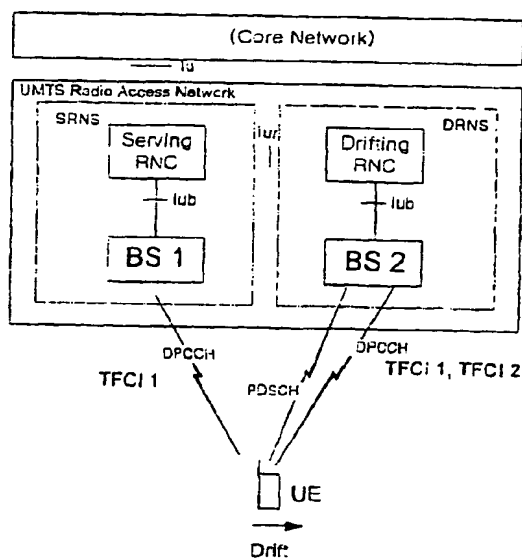 (Core Network)
Iu
UMTS Radio Access Network
SRNS
Iur
DRNS
Serving
RNC
Drifting
RNC
Iub
Iub
BS 1
BS 2
DPCCH
DPCCH
TFCI 1
PDSCH
TFCI 1, TFCI 2
UE
Drift